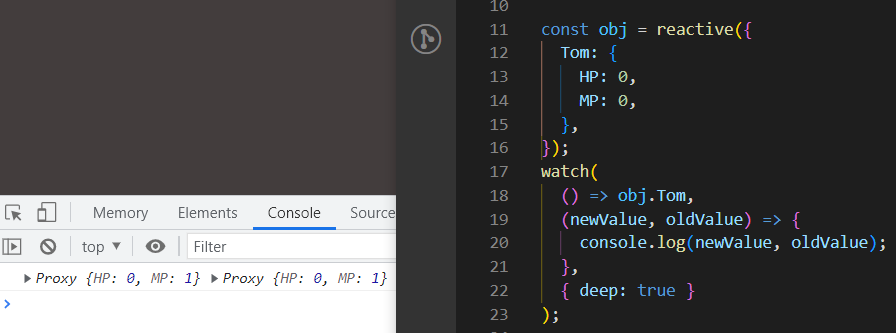 10
11 const obj = reactive({
12 Tom: {
13 HP: 0,
14 MP: 0,
15 },
16 });
17 watch(
18 () => obj.Tom,
19 (newValue, oldValue) => {
20 console.log(newValue, oldValue);
21 },
22 { deep: true }
23 );
Memory Elements Console Source
top ▼ Filter
▶ Proxy {HP: 0, MP: 1} ▶ Proxy {HP: 0, MP: 1}
>